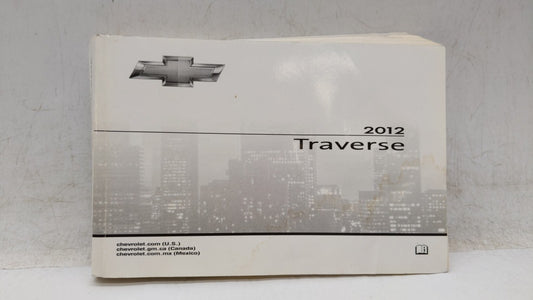 2012
Traverse
chevrolet.com (U.S.)
chevrolet.gm.ca (Canada)
chevrolet.com.mx (Mexico)